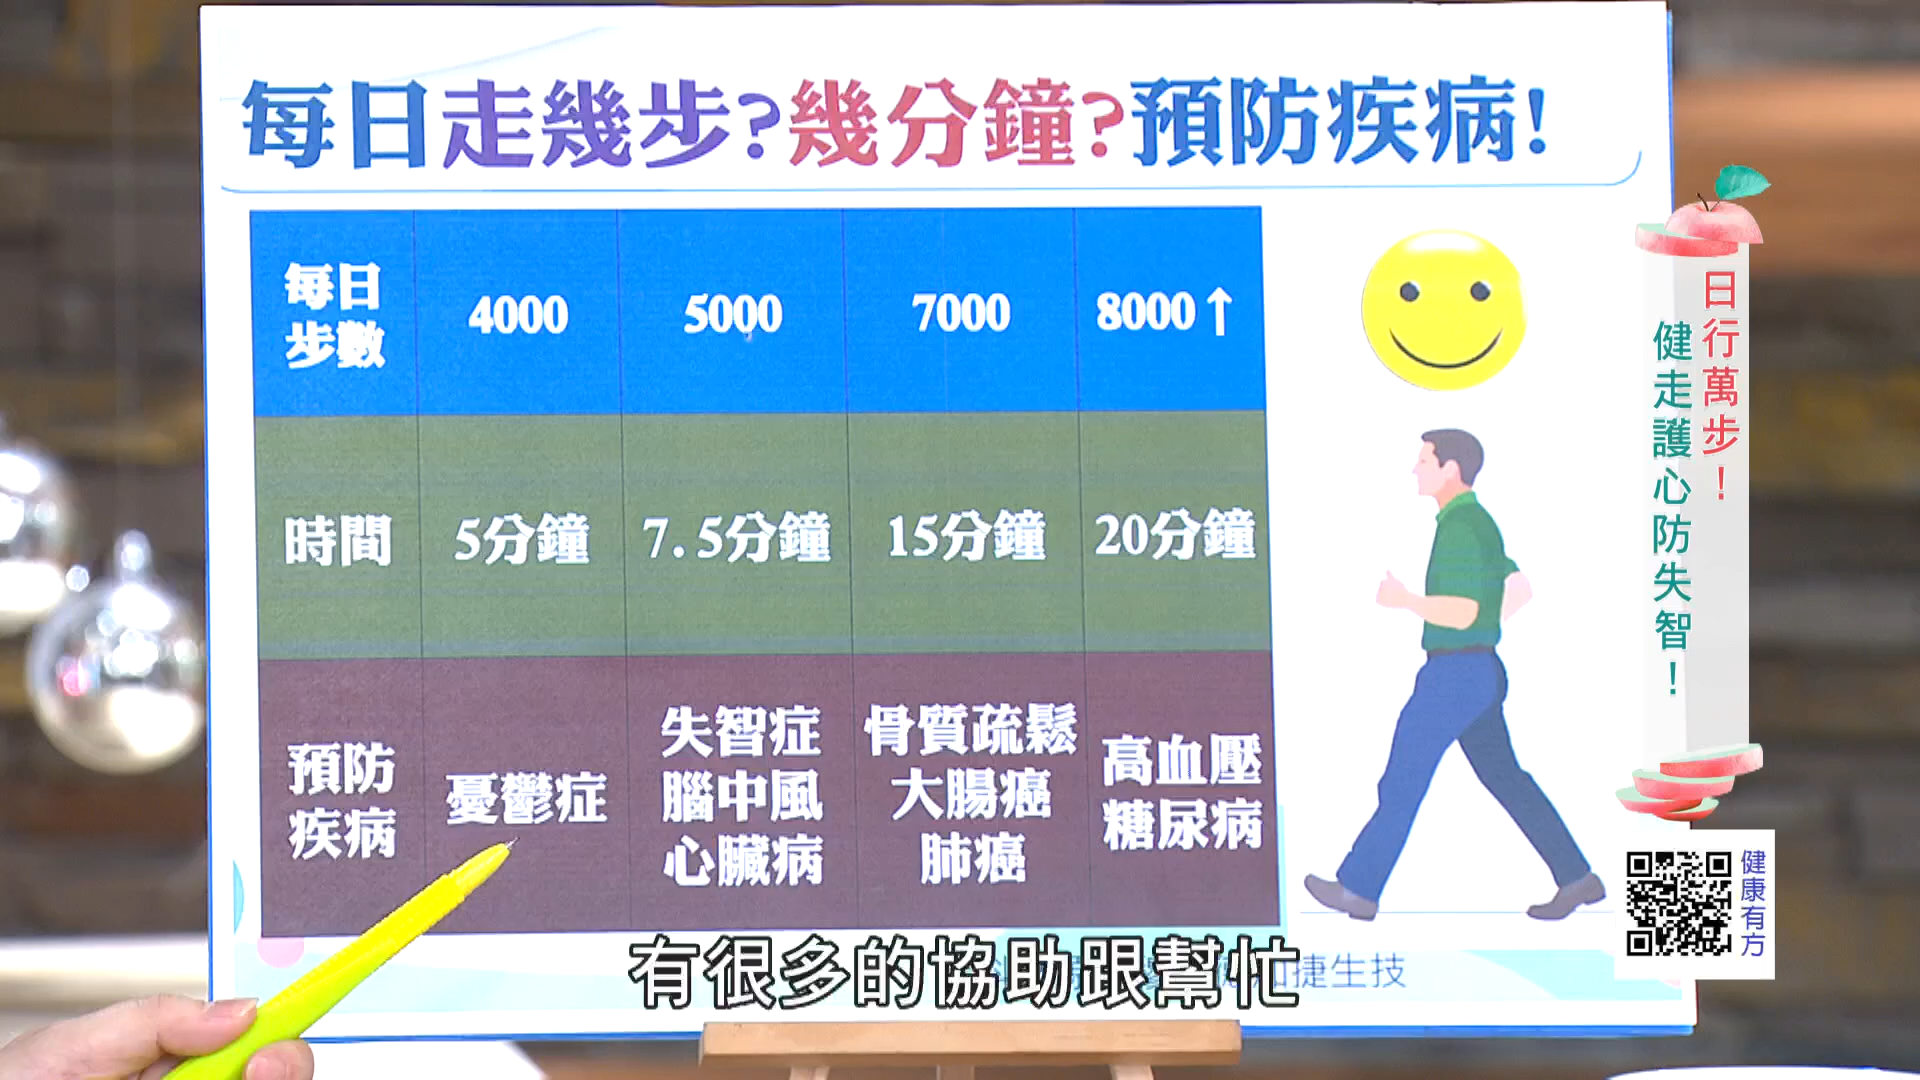 每日走幾步?幾分鐘?預防疾病!
每日步數 4000 5000 7000 8000↑
時間 5分鐘 7.5分鐘 15分鐘 20分鐘
預防疾病 憂鬱症 失智症 腦中風 心臟病 骨質疏鬆 大腸癌 肺癌 高血壓 糖尿病
日行萬步!
健走護心防失智!
健康有方
捷生技
有很多的協助跟幫忙